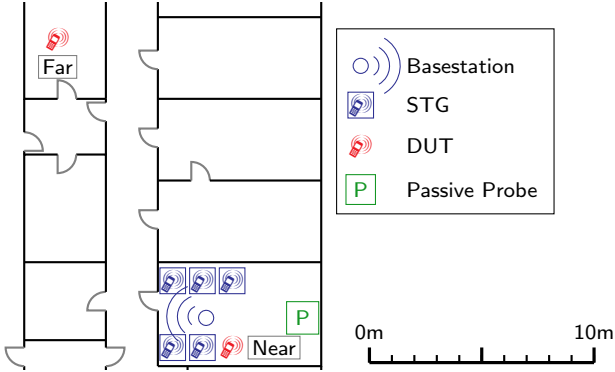 Far
Basestation
STG
DUT
P Passive Probe
P
Near
0m 10m